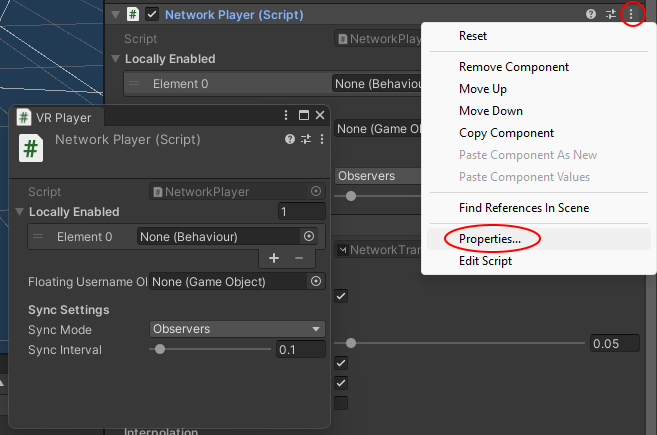 Network Player (Script)
Script
NetworkPlay
Locally Enabled
Element 0
None (Behaviou
None (Game Ob
Observers
NetworkTran
0.05
Interpolation
Reset
Remove Component
Move Up
Move Down
Copy Component
Paste Component As New
Paste Component Values
Find References In Scene
Properties...
Edit Script
# VR Player
Network Player (Script)
Script
NetworkPlayer
Locally Enabled
1
Element 0
None (Behaviour)
+ −
Floating Username Ol
None (Game Object)
Sync Settings
Sync Mode
Observers
Sync Interval
0.1